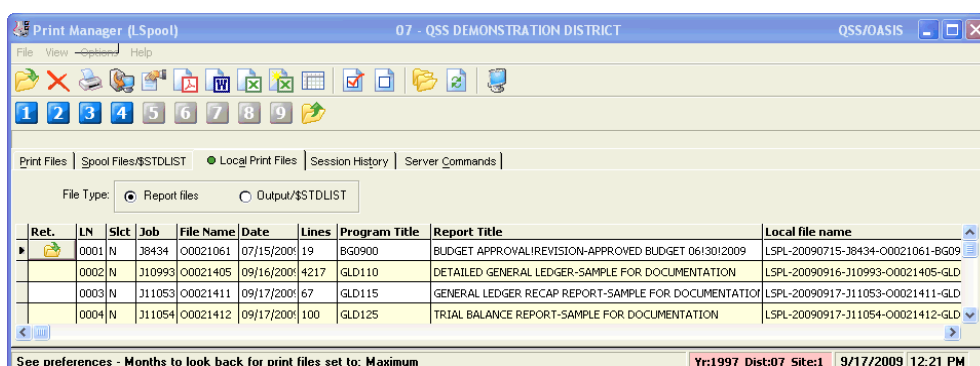 Print Manager (LSpool) 07 - QSS DEMONSTRATION DISTRICT QSS/OASIS
File View Options Help
1 2 3 4 5 6 7 8 9
Print Files Spool Files/$STDLIST Local Print Files Session History Server Commands
File Type: Report files Output/$STDLIST
Ret. LN Slct Job File Name Date Lines Program Title Report Title Local file name
0001 N J8434 O0021061 07/15/2009 19 BG0900 BUDGET APPROVAL!REVISION-APPROVED BUDGET 06!30!2009 LSPL-20090715-J8434-O0021061-BG09
0002 N J10993 O0021405 09/16/2009 4217 GLD110 DETAILED GENERAL LEDGER-SAMPLE FOR DOCUMENTATION LSPL-20090916-J10993-O0021405-GLD
0003 N J11053 O0021411 09/17/2009 67 GLD115 GENERAL LEDGER RECAP REPORT-SAMPLE FOR DOCUMENTATION LSPL-20090917-J11053-O0021411-GLD
0004 N J11054 O0021412 09/17/2009 100 GLD125 TRIAL BALANCE REPORT-SAMPLE FOR DOCUMENTATION LSPL-20090917-J11054-O0021412-GLD
See preferences - Months to look back for print files set to: Maximum Yr:1997 Dist:07 Site:1 9/17/2009 12:21 PM